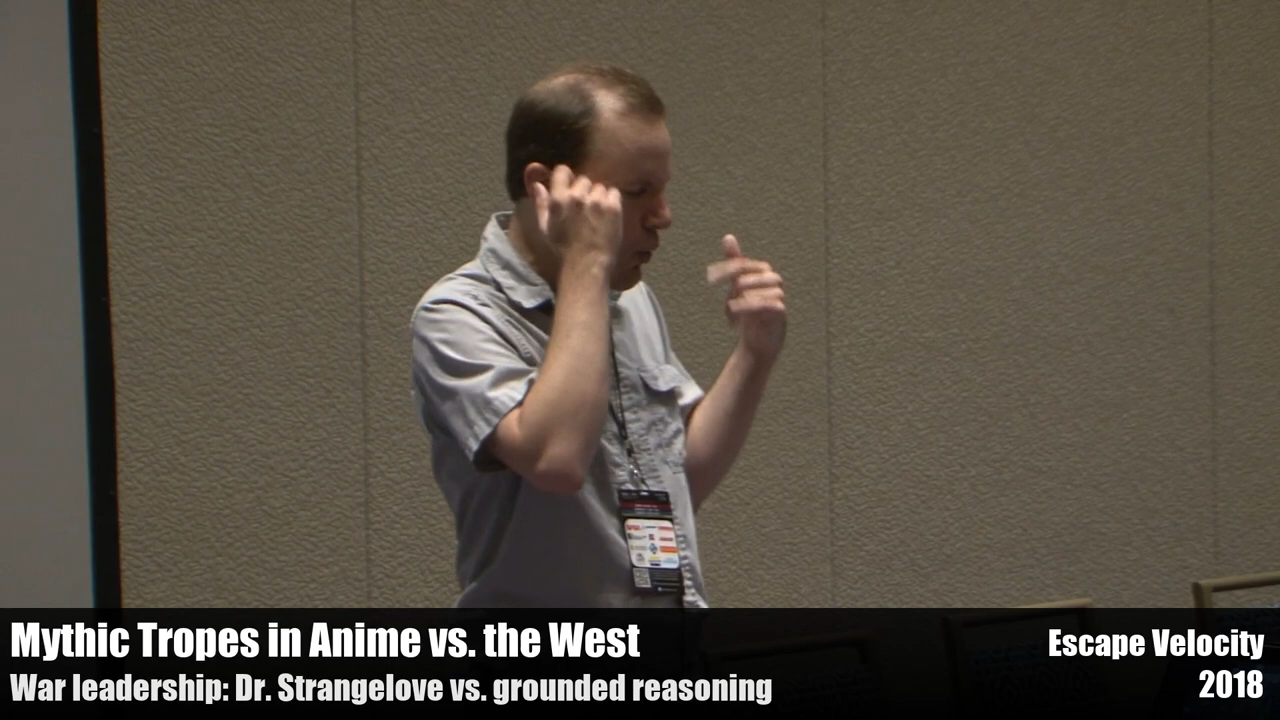 Mythic Tropes in Anime vs. the West
War leadership: Dr. Strangelove vs. grounded reasoning
Escape Velocity
2018